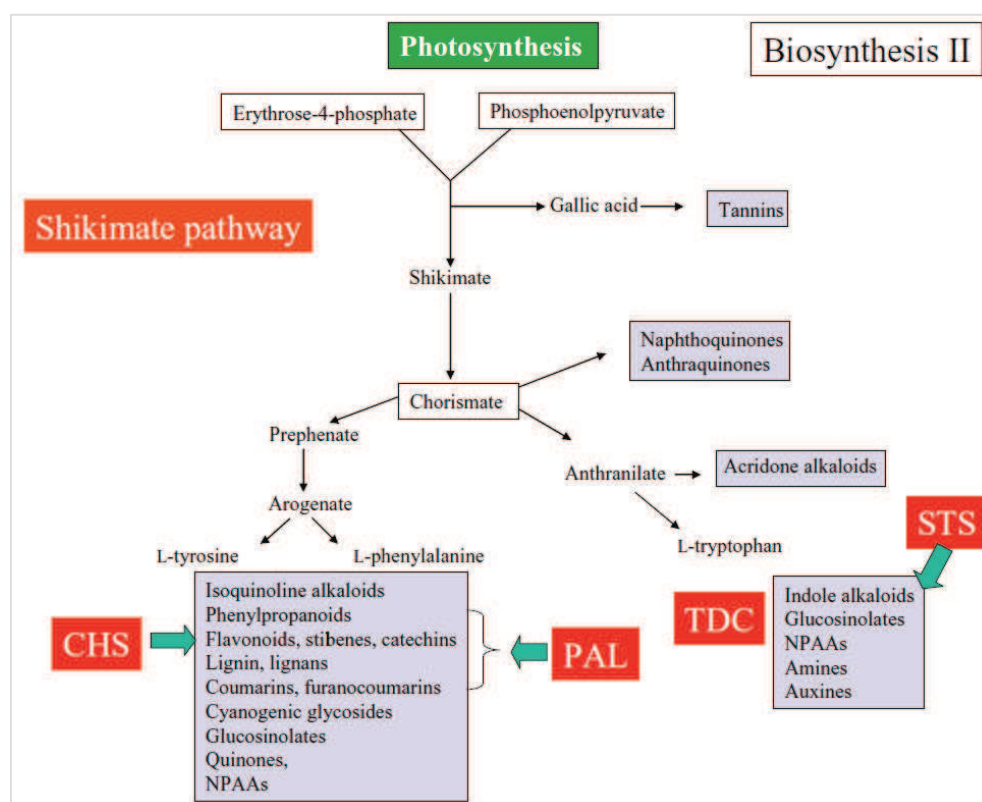 Photosynthesis
Biosynthesis II
Erythrose-4-phosphate
Phosphoenolpyruvate
Shikimate pathway
Gallic acid
Tannins
Shikimate
Naphthoquinones
Anthraquinones
Chorismate
Prephenate
Anthranilate
Acridone alkaloids
Arogenate
STS
L-tyrosine
L-phenylalanine
L-tryptophan
CHS
Isoquinoline alkaloids
Phenylpropanoids
Flavonoids, stibenes, catechins
Lignin, lignans
Coumarins, furanocoumarins
Cyanogenic glycosides
Glucosinolates
Quinones,
NPAAs
PAL
TDC
Indole alkaloids
Glucosinolates
NPAAs
Amines
Auxines